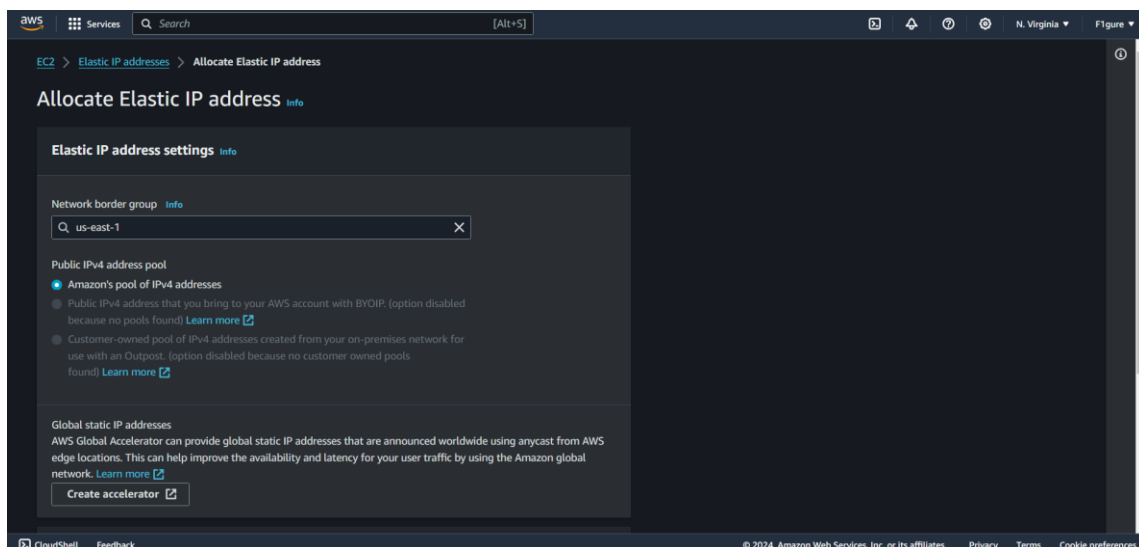 aws Services Search [Alt+S] N. Virginia F1gure
EC2 > Elastic IP addresses > Allocate Elastic IP address
Allocate Elastic IP address Info
Elastic IP address settings Info
Network border group Info
us-east-1
Public IPv4 address pool
Amazon's pool of IPv4 addresses
Public IPv4 address that you bring to your AWS account with BYOIP. (option disabled
because no pools found) Learn more
Customer-owned pool of IPv4 addresses created from your on-premises network for
use with an Outpost. (option disabled because no customer owned pools
found) Learn more
Global static IP addresses
AWS Global Accelerator can provide global static IP addresses that are announced worldwide using anycast from AWS
edge locations. This can help improve the availability and latency for your user traffic by using the Amazon global
network. Learn more
Create accelerator
CloudShell Feedback © 2024, Amazon Web Services, Inc. or its affiliates. Privacy Terms Cookie preferences